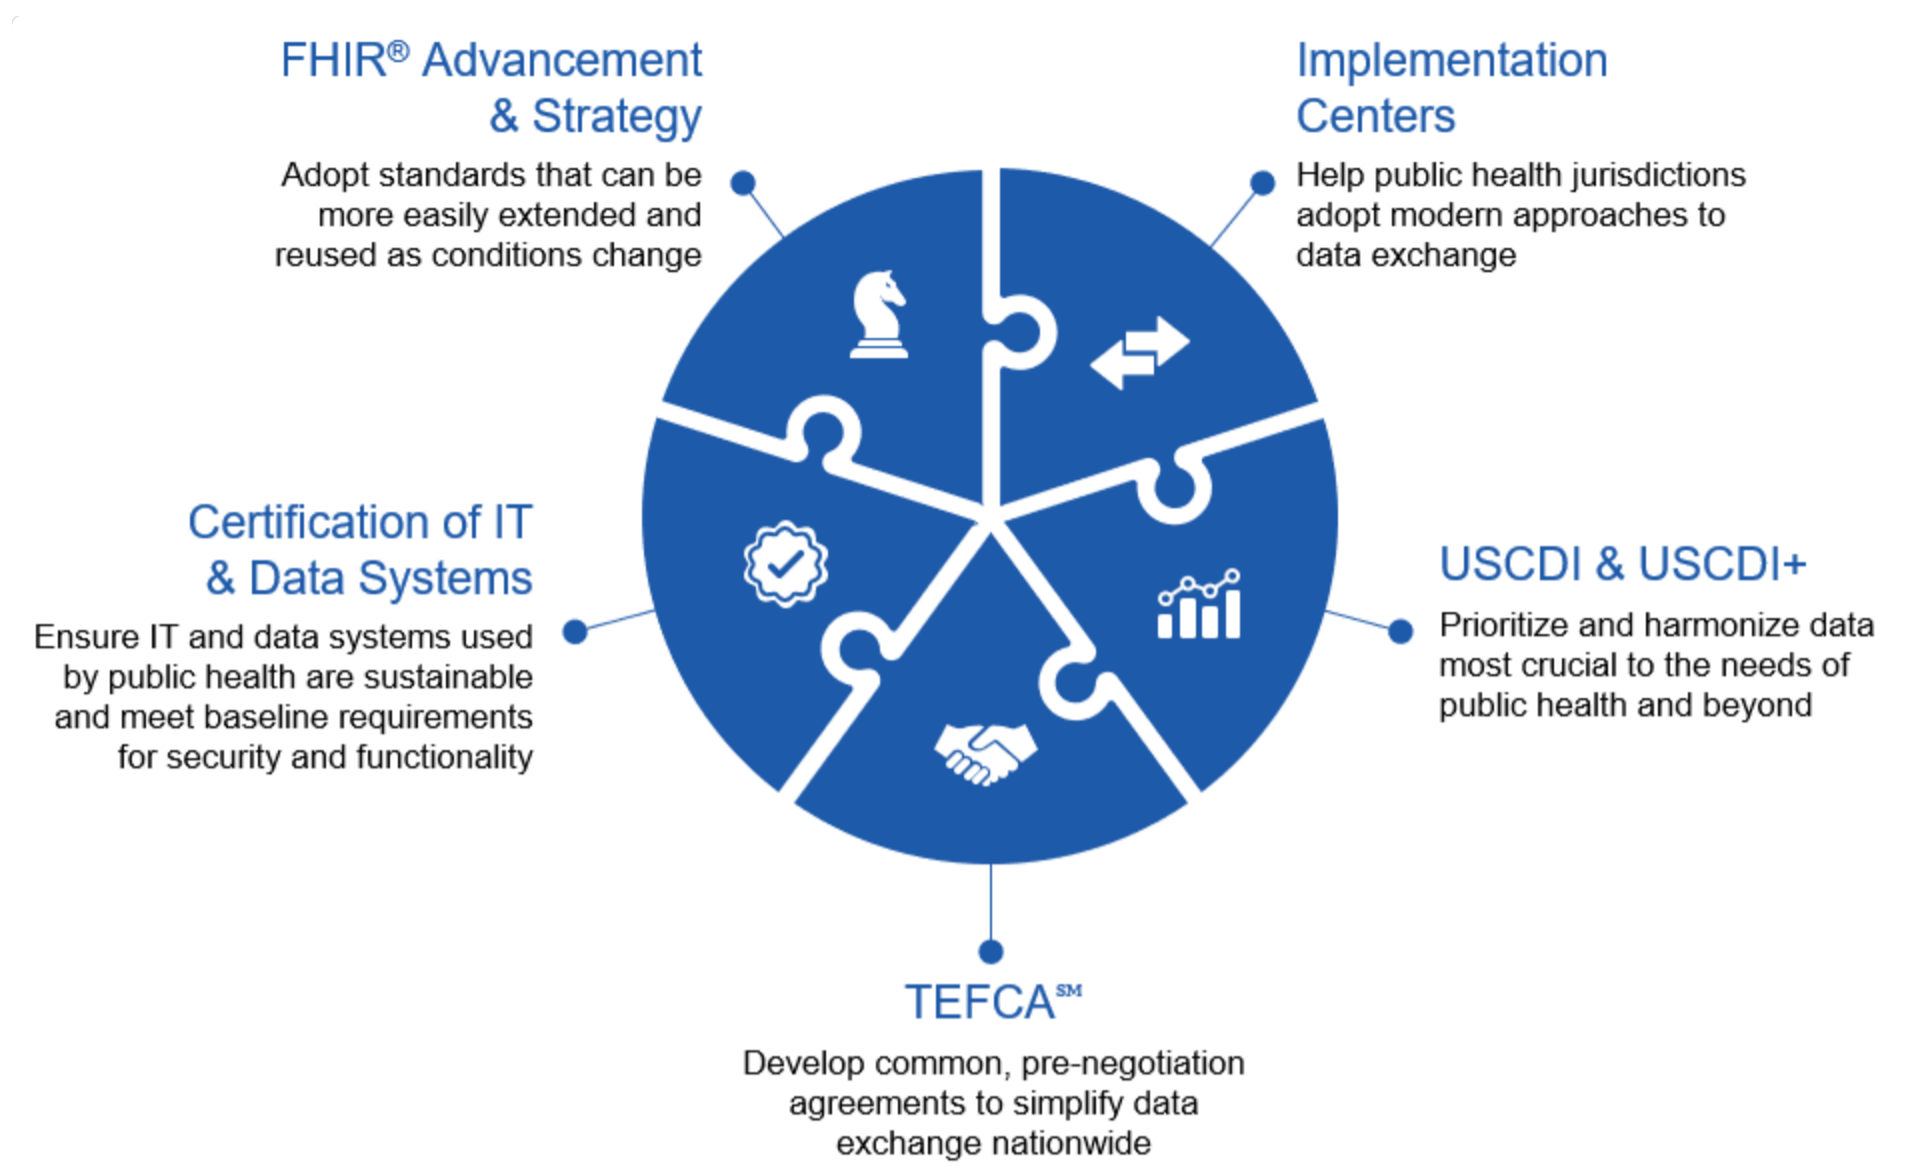 FHIR® Advancement
& Strategy
Adopt standards that can be
more easily extended and
reused as conditions change
Implementation
Centers
Help public health jurisdictions
adopt modern approaches to
data exchange
Certification of IT
& Data Systems
Ensure IT and data systems used
by public health are sustainable
and meet baseline requirements
for security and functionality
USCDI & USCDI+
Prioritize and harmonize data
most crucial to the needs of
public health and beyond
TEFCA℠
Develop common, pre-negotiation
agreements to simplify data
exchange nationwide